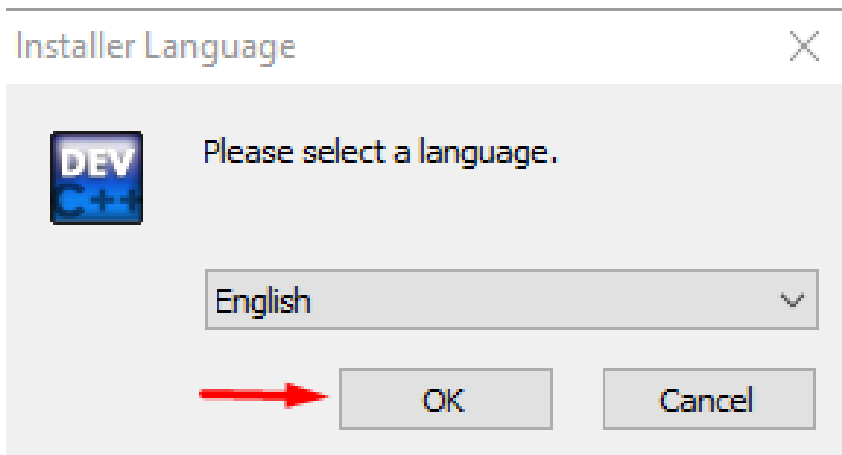 Installer Language
DEV
C++
Please select a language.
English
OK
Cancel